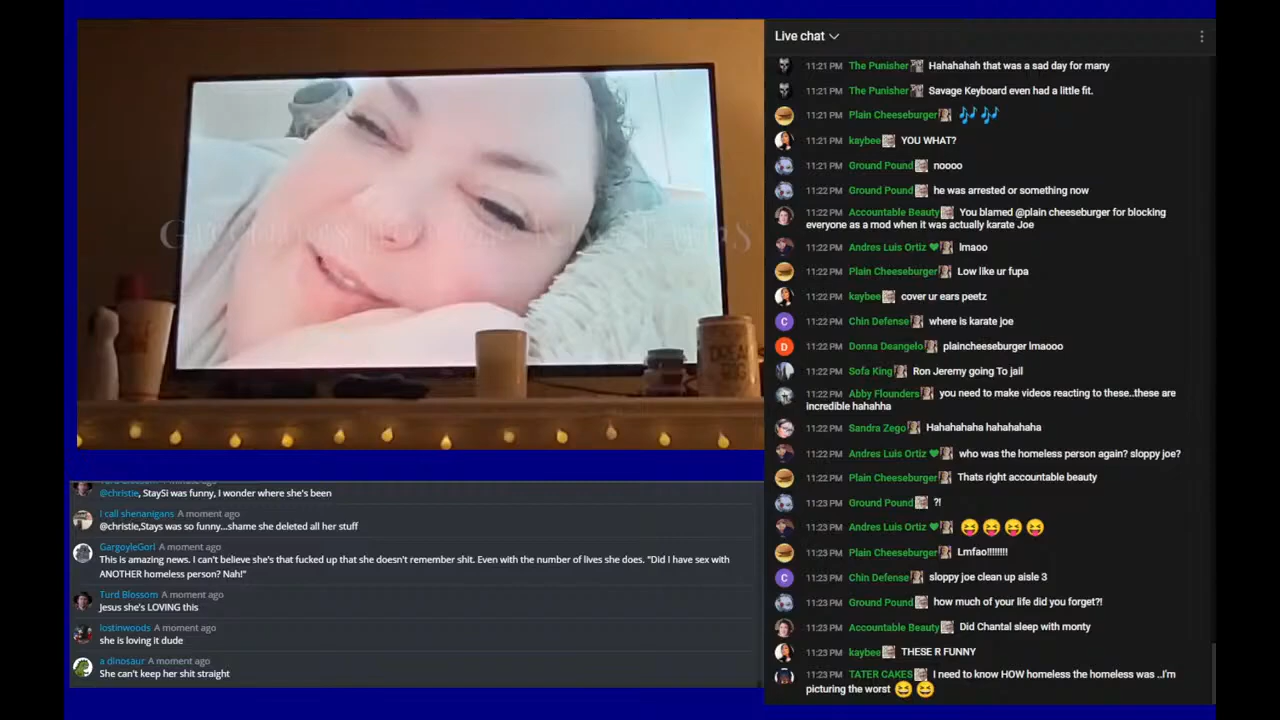 Live chat
11:21 PM The Punisher Hahahahah that was a sad day for many
11:21 PM The Punisher Savage Keyboard even had a little fit.
11:21 PM Plain Cheeseburger 🎶 🎶
11:21 PM kaybee YOU WHAT?
11:21 PM Ground Pound noooo
11:22 PM Ground Pound he was arrested or something now
11:22 PM Accountable Beauty You blamed @plain cheeseburger for blocking
everyone as a mod when it was actually karate Joe
11:22 PM Andres Luis Ortiz 💚 lmaoo
11:22 PM Plain Cheeseburger Low like ur fupa
11:22 PM kaybee cover ur ears peetz
C 11:22 PM Chin Defense where is karate joe
D 11:22 PM Donna Deangelo plaincheeseburger lmaooo
11:22 PM Sofa King Ron Jeremy going To jail
11:22 PM Abby Flounders you need to make videos reacting to these..these are
incredible hahahha
11:22 PM Sandra Zego Hahahahaha hahahahaha
11:22 PM Andres Luis Ortiz 💚 who was the homeless person again? sloppy joe?
11:22 PM Plain Cheeseburger Thats right accountable beauty
11:23 PM Ground Pound ?!
11:23 PM Andres Luis Ortiz 💚 😝 😝 😝 😝
11:23 PM Plain Cheeseburger Lmfao!!!!!!!!
C 11:23 PM Chin Defense sloppy joe clean up aisle 3
11:23 PM Ground Pound how much of your life did you forget?!
11:23 PM Accountable Beauty Did Chantal sleep with monty
11:23 PM kaybee THESE R FUNNY
11:23 PM TATER CAKES I need to know HOW homeless the homeless was ..I'm
picturing the worst 😆 😆
DREAM
BIG
@christie, StaySi was funny, I wonder where she's been
I call shenanigans A moment ago
@christie,Stays was so funny...shame she deleted all her stuff
GargoyleGorl A moment ago
This is amazing news. I can't believe she's that fucked up that she doesn't remember shit. Even with the number of lives she does. "Did I have sex with
ANOTHER homeless person? Nah!"
Turd Blossom A moment ago
Jesus she's LOVING this
lostinwoods A moment ago
she is loving it dude
a dinosaur A moment ago
She can't keep her shit straight